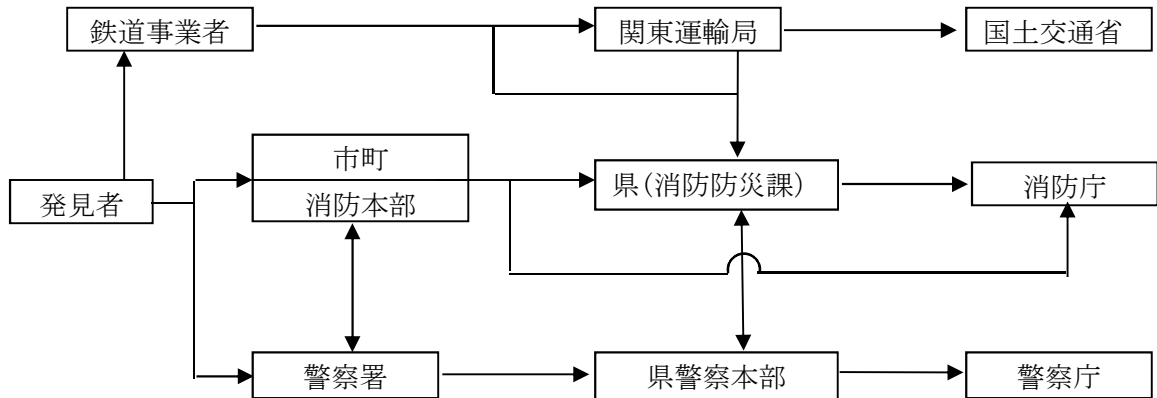 鉄道事業者
関東運輸局
国土交通省
市町
発見者
消防本部
県(消防防災課)
消防庁
警察署
県警察本部
警察庁